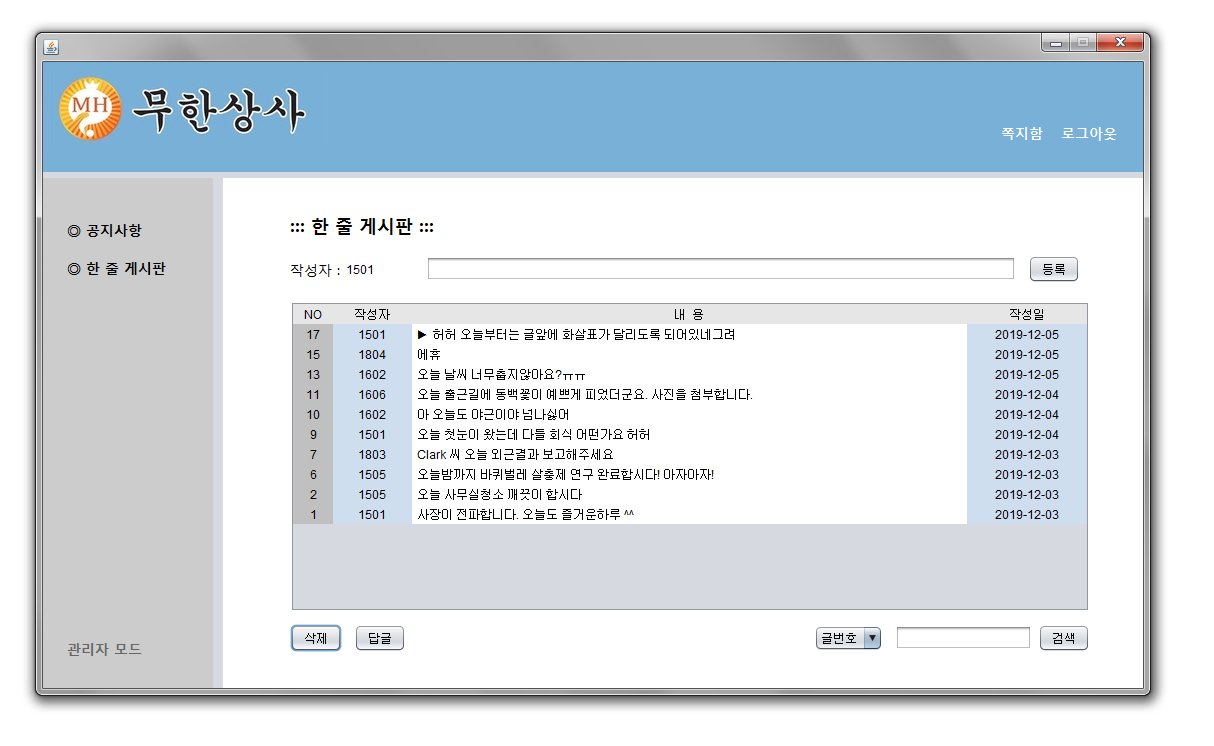 MH 무한상사
쪽지함 로그아웃
◎ 공지사항
◎ 한 줄 게시판
::: 한 줄 게시판 :::
작성자 : 1501 등록
NO 작성자 내 용 작성일
17 1501 ▶ 허허 오늘부터는 글앞에 화살표가 달리도록 되어있네그려 2019-12-05
15 1804 에휴 2019-12-05
13 1602 오늘 날씨 너무춥지않아요?ㅠㅠ 2019-12-05
11 1606 오늘 출근길에 동백꽃이 예쁘게 피었더군요. 사진을 첨부합니다. 2019-12-04
10 1602 아 오늘도 야근이야 넘나싫어 2019-12-04
9 1501 오늘 첫눈이 왔는데 다들 회식 어떤가요 허허 2019-12-04
7 1803 Clark 씨 오늘 외근결과 보고해주세요 2019-12-03
6 1505 오늘밤까지 바퀴벌레 살충제 연구 완료합시다! 아자아자! 2019-12-03
2 1505 오늘 사무실청소 깨끗이 합시다 2019-12-03
1 1501 사장이 전파합니다. 오늘도 즐거운하루 ^^ 2019-12-03
삭제 답글 글번호 ▼ 검색
관리자 모드